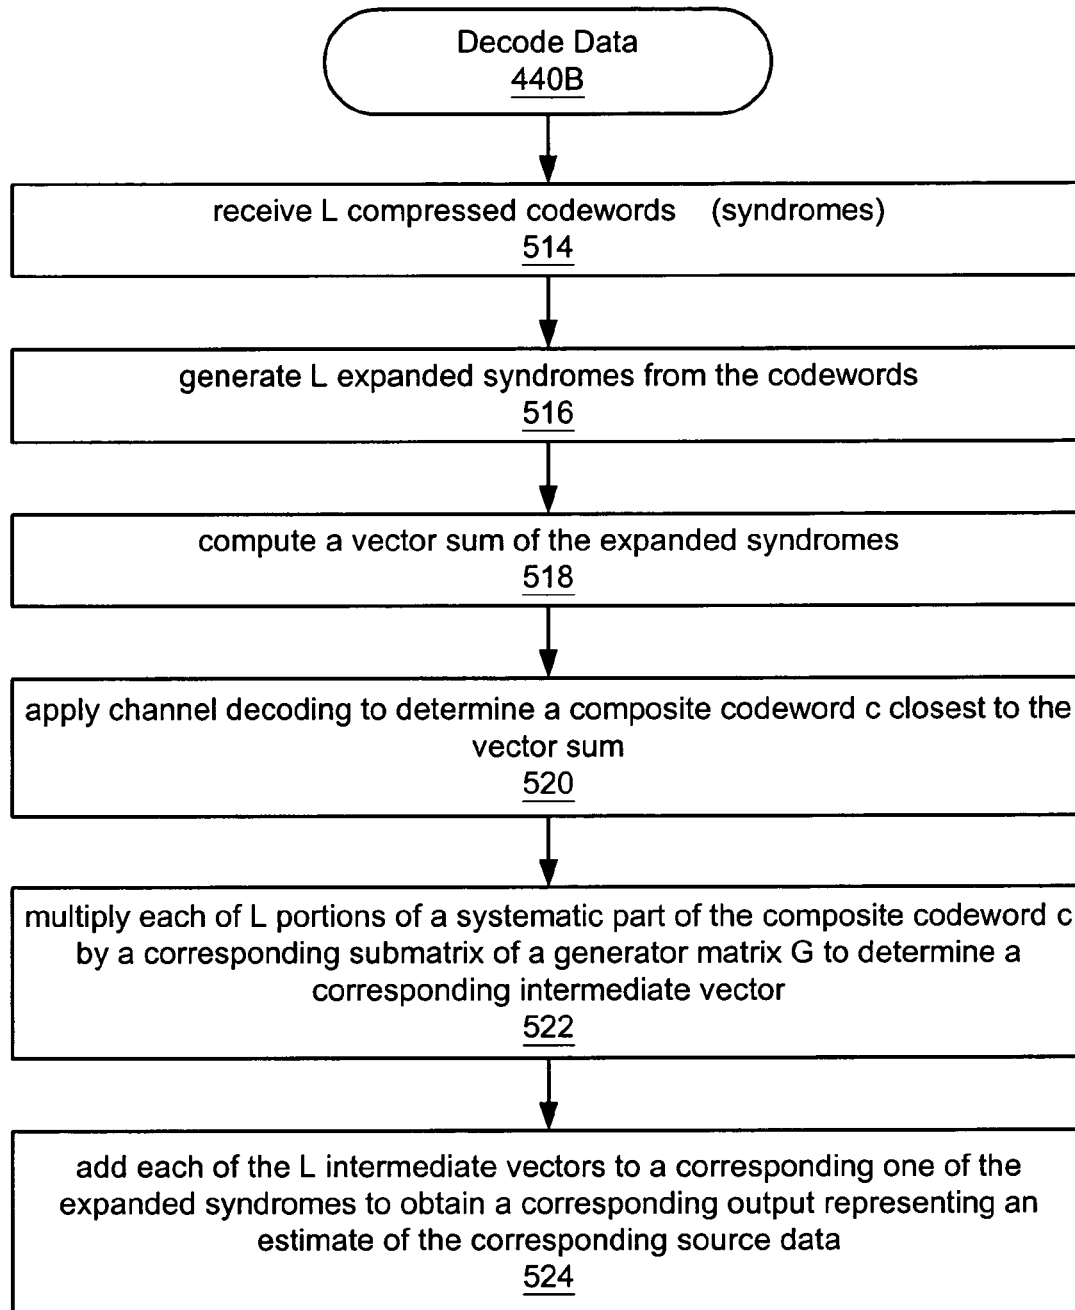 Decode Data
440B
receive L compressed codewords (syndromes)
514
generate L expanded syndromes from the codewords
516
compute a vector sum of the expanded syndromes
518
apply channel decoding to determine a composite codeword c closest to the
vector sum
520
multiply each of L portions of a systematic part of the composite codeword c
by a corresponding submatrix of a generator matrix G to determine a
corresponding intermediate vector
522
add each of the L intermediate vectors to a corresponding one of the
expanded syndromes to obtain a corresponding output representing an
estimate of the corresponding source data
524